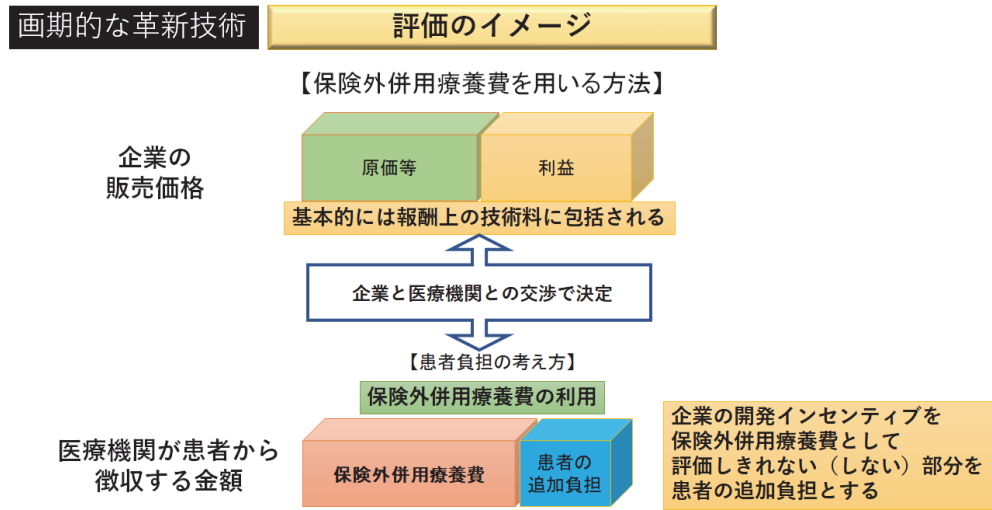 画期的な革新技術
評価のイメージ
【保険外併用療養費を用いる方法】
企業の
販売価格
原価等
利益
基本的には報酬上の技術料に包括される
企業と医療機関との交渉で決定
【患者負担の考え方】
保険外併用療養費の利用
医療機関が患者から
徴収する金額
保険外併用療養費
患者の
追加負担
企業の開発インセンティブを
保険外併用療養費として
評価しきれない（しない）部分を
患者の追加負担とする